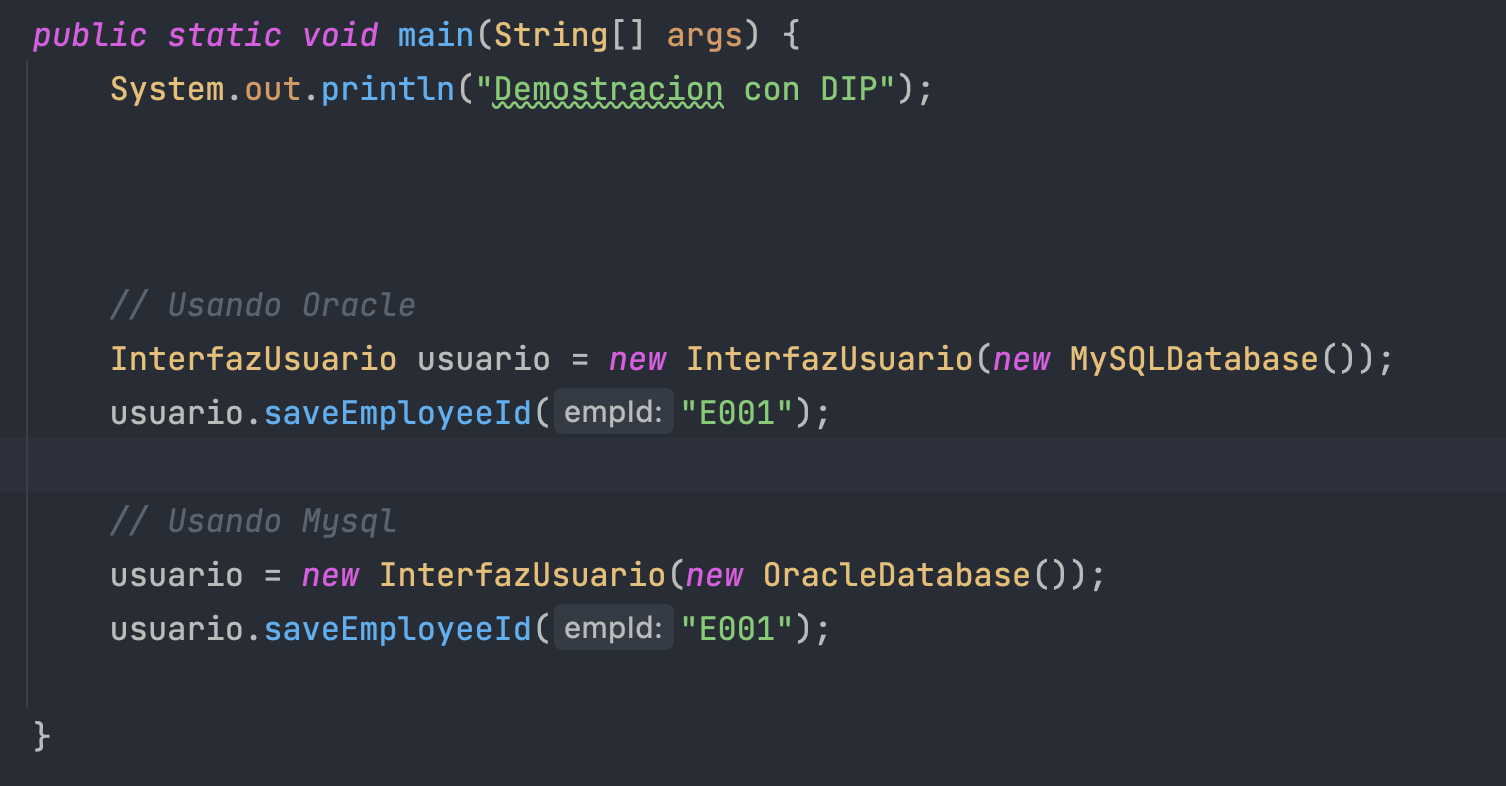 public static void main(String[] args) {
System.out.println("Demostracion con DIP");
// Usando Oracle
InterfazUsuario usuario = new InterfazUsuario(new MySQLDatabase());
usuario.saveEmployeeId( empId: "E001");
// Usando Mysql
usuario = new InterfazUsuario(new OracleDatabase());
usuario.saveEmployeeId( empId: "E001");
}